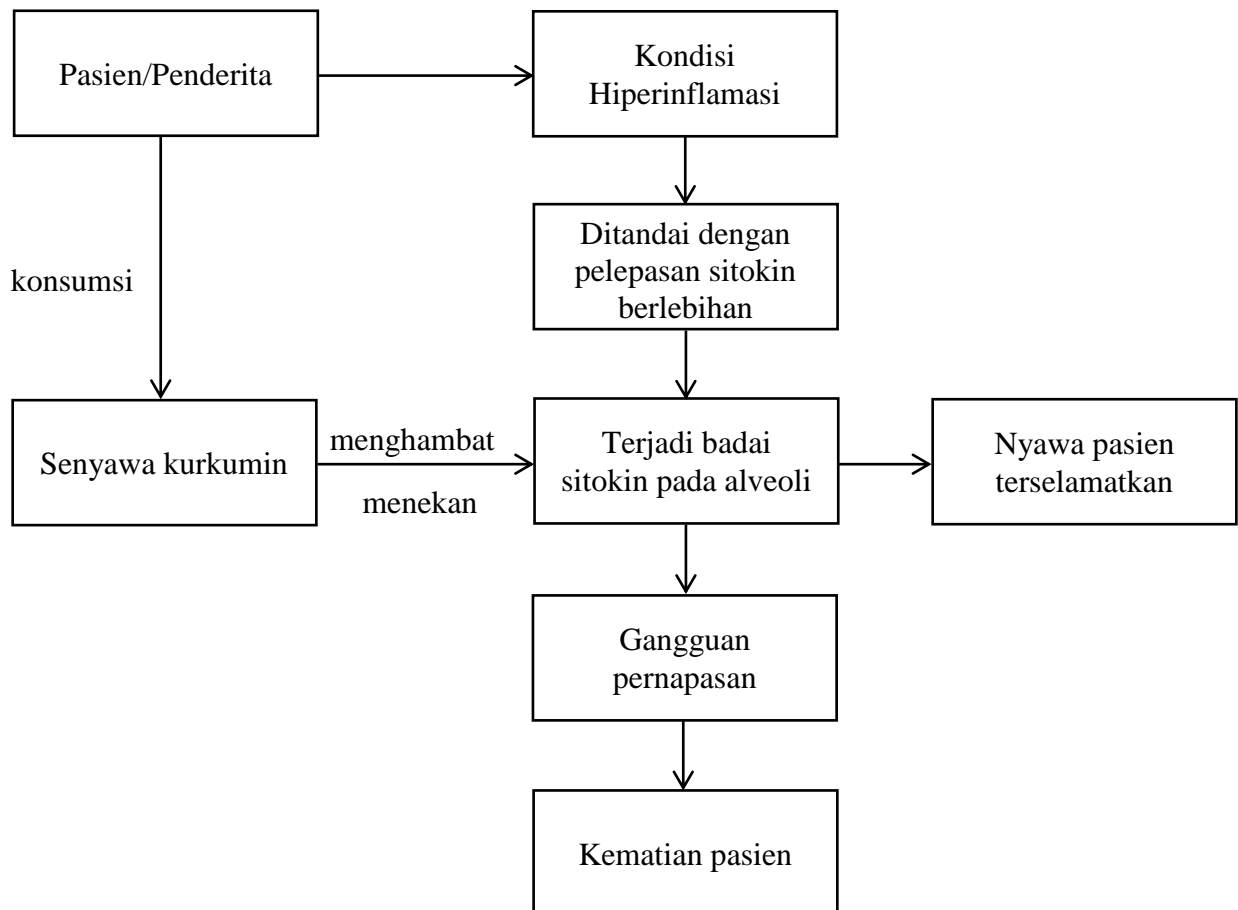 Pasien/Penderita
Kondisi
Hiperinflamasi
Ditandai dengan
pelepasan sitokin
berlebihan
konsumsi
Senyawa kurkumin
menghambat
menekan
Terjadi badai
sitokin pada alveoli
Nyawa pasien
terselamatkan
Gangguan
pernapasan
Kematian pasien